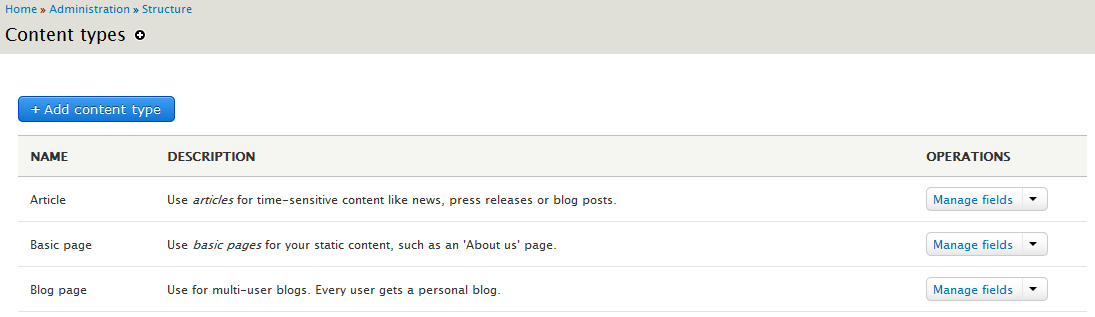 Home » Administration » Structure
Content types
+ Add content type
NAME DESCRIPTION OPERATIONS
Article Use articles for time-sensitive content like news, press releases or blog posts. Manage fields
Basic page Use basic pages for your static content, such as an 'About us' page. Manage fields
Blog page Use for multi-user blogs. Every user gets a personal blog. Manage fields